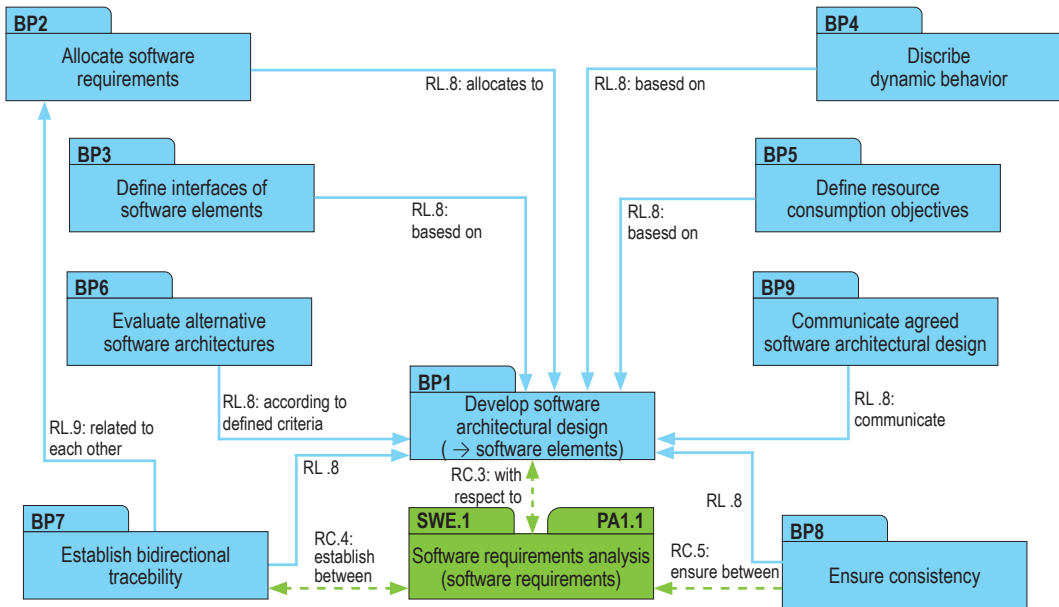 BP2
Allocate software
requirements
BP4
Discribe
dynamic behavior
RL.8: allocates to
RL.8: basesd on
BP3
Define interfaces of
software elements
BP5
Define resource
consumption objectives
RL.8:
basesd on
RL.8:
basesd on
BP6
Evaluate alternative
software architectures
BP9
Communicate agreed
software architectural design
BP1
Develop software
architectural design
( → software elements)
RL.8: according to
defined criteria
RL .8:
communicate
RL.9: related to
each other
RL .8
RC.3: with
respect to
RL .8
BP7
Establish bidirectional
tracebility
RC.4:
establish
between
SWE.1 PA1.1
Software requirements analysis
(software requirements)
RC.5:
ensure between
BP8
Ensure consistency